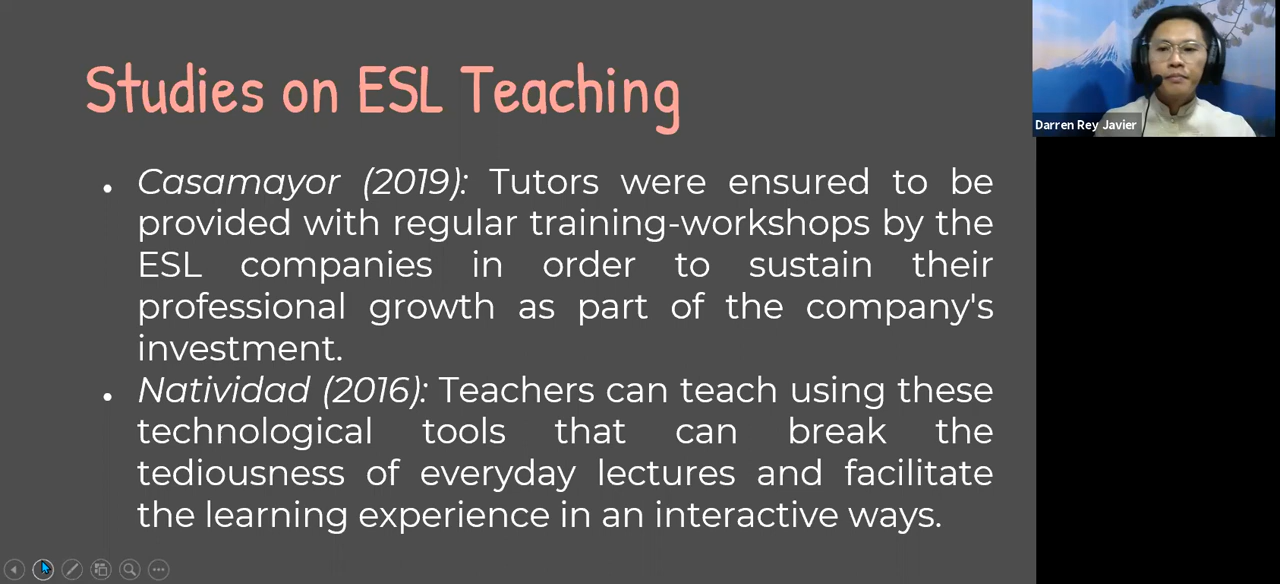 Studies on ESL Teaching
• Casamayor (2019): Tutors were ensured to be
provided with regular training-workshops by the
ESL companies in order to sustain their
professional growth as part of the company's
investment.
• Natividad (2016): Teachers can teach using these
technological tools that can break the
tediousness of everyday lectures and facilitate
the learning experience in an interactive ways.
Darren Rey Javier